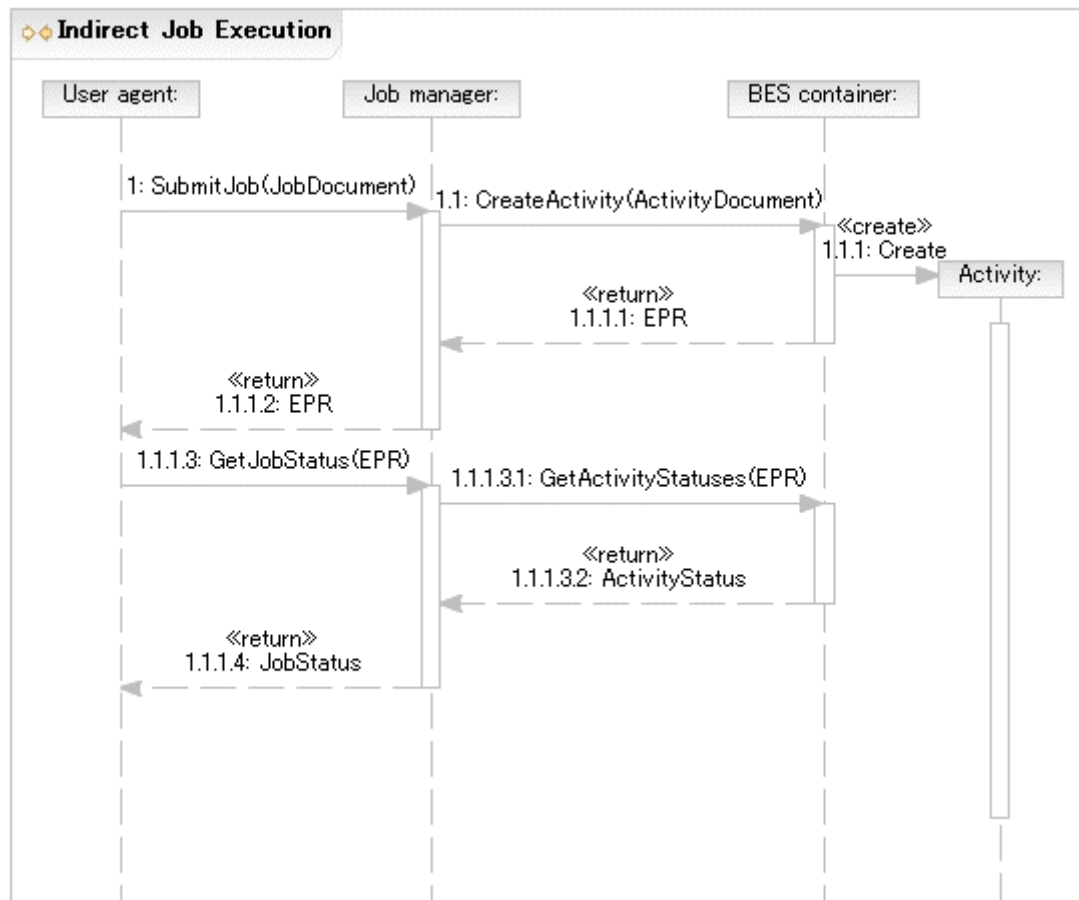 Indirect Job Execution
User agent:
Job manager:
BES container:
1: SubmitJob(JobDocument)
1.1: CreateActivity(ActivityDocument)
≪create≫
1.1.1: Create
Activity:
≪return≫
1.1.1.1: EPR
≪return≫
1.1.1.2: EPR
1.1.1.3: GetJobStatus(EPR)
1.1.1.3.1: GetActivityStatuses(EPR)
≪return≫
1.1.1.3.2: ActivityStatus
≪return≫
1.1.1.4: JobStatus